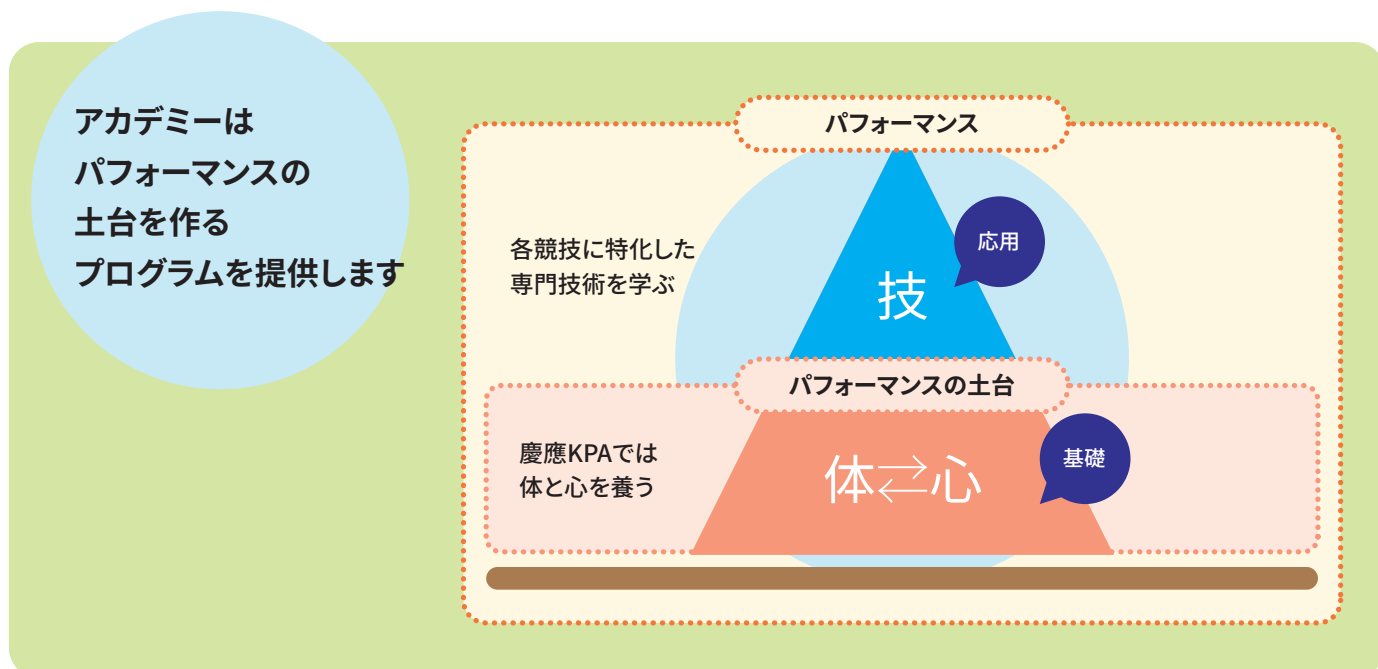 アカデミーは
パフォーマンスの
土台を作る
プログラムを提供します
パフォーマンス
各競技に特化した
専門技術を学ぶ
応用
技
パフォーマンスの土台
慶應KPAでは
体と心を養う
体⇄心
基礎